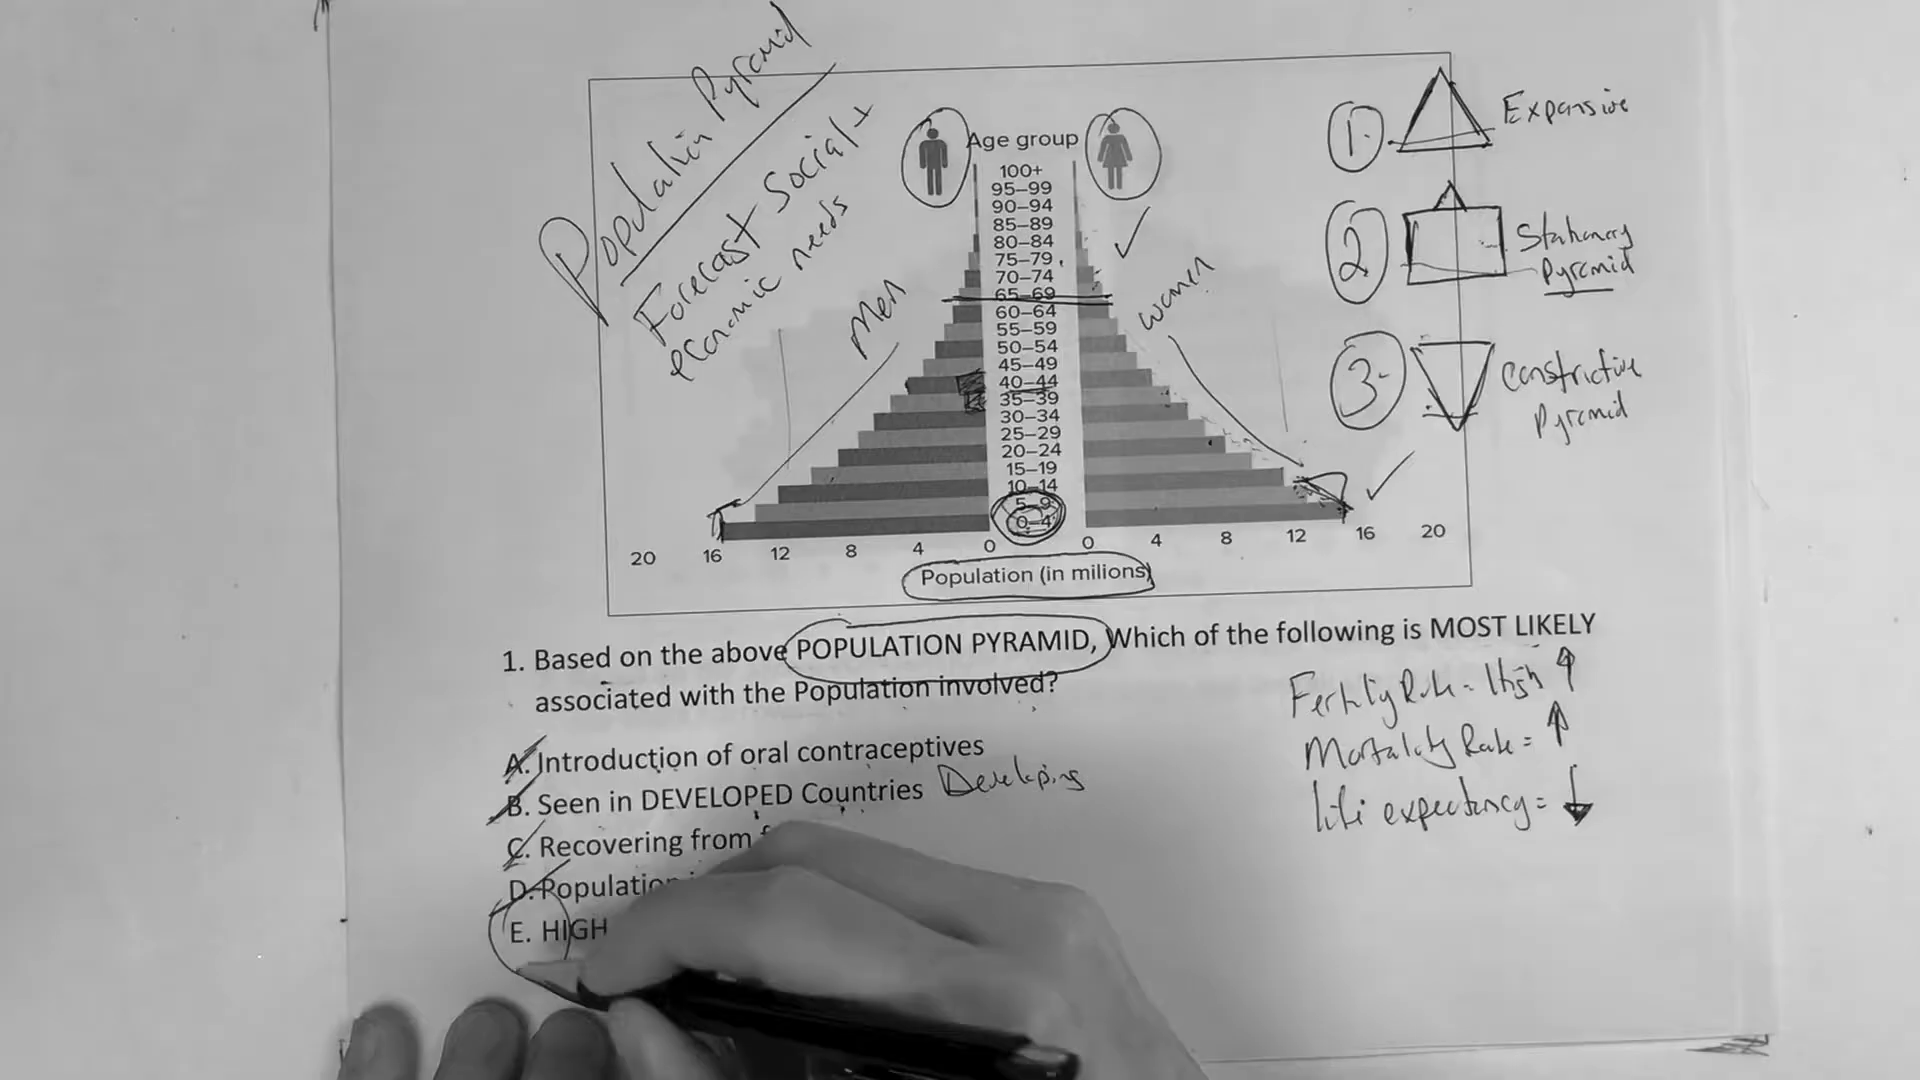 Population Pyramid
Forecast Social +
economic needs
Men
Age group
100+
95–99
90–94
85–89
80–84
75–79
70–74
65–69
60–64
55–59
50–54
45–49
40–44
35–39
30–34
25–29
20–24
15–19
10–14
5–9
0–4
women
20 16 12 8 4 0 0 4 8 12 16 20
Population (in milions)
1. Expansive
2. Stationary
Pyramid
3. Constrictive
Pyramid
1. Based on the above POPULATION PYRAMID, Which of the following is MOST LIKELY
associated with the Population involved?
A. Introduction of oral contraceptives
B. Seen in DEVELOPED Countries Developing
C. Recovering from
D. Population
E. HIGH
Fertility Rate = High ↑
Mortality Rate = ↑
life expectancy = ↓